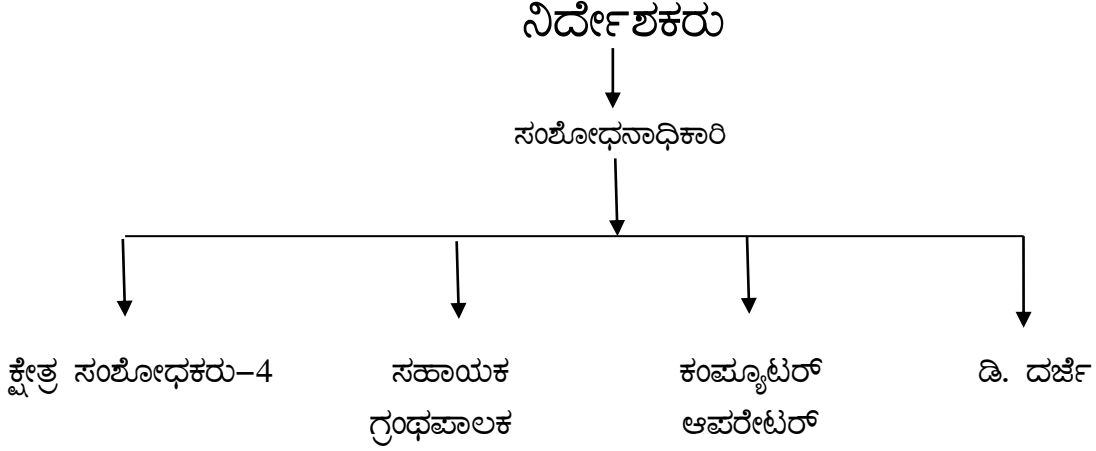 ನಿರ್ದೇಶಕರು
ಸಂಶೋಧನಾಧಿಕಾರಿ
ಕ್ಷೇತ್ರ ಸಂಶೋಧಕರು–4
ಸಹಾಯಕ
ಗ್ರಂಥಪಾಲಕ
ಕಂಪ್ಯೂಟರ್
ಆಪರೇಟರ್
ಡಿ. ದರ್ಜೆ